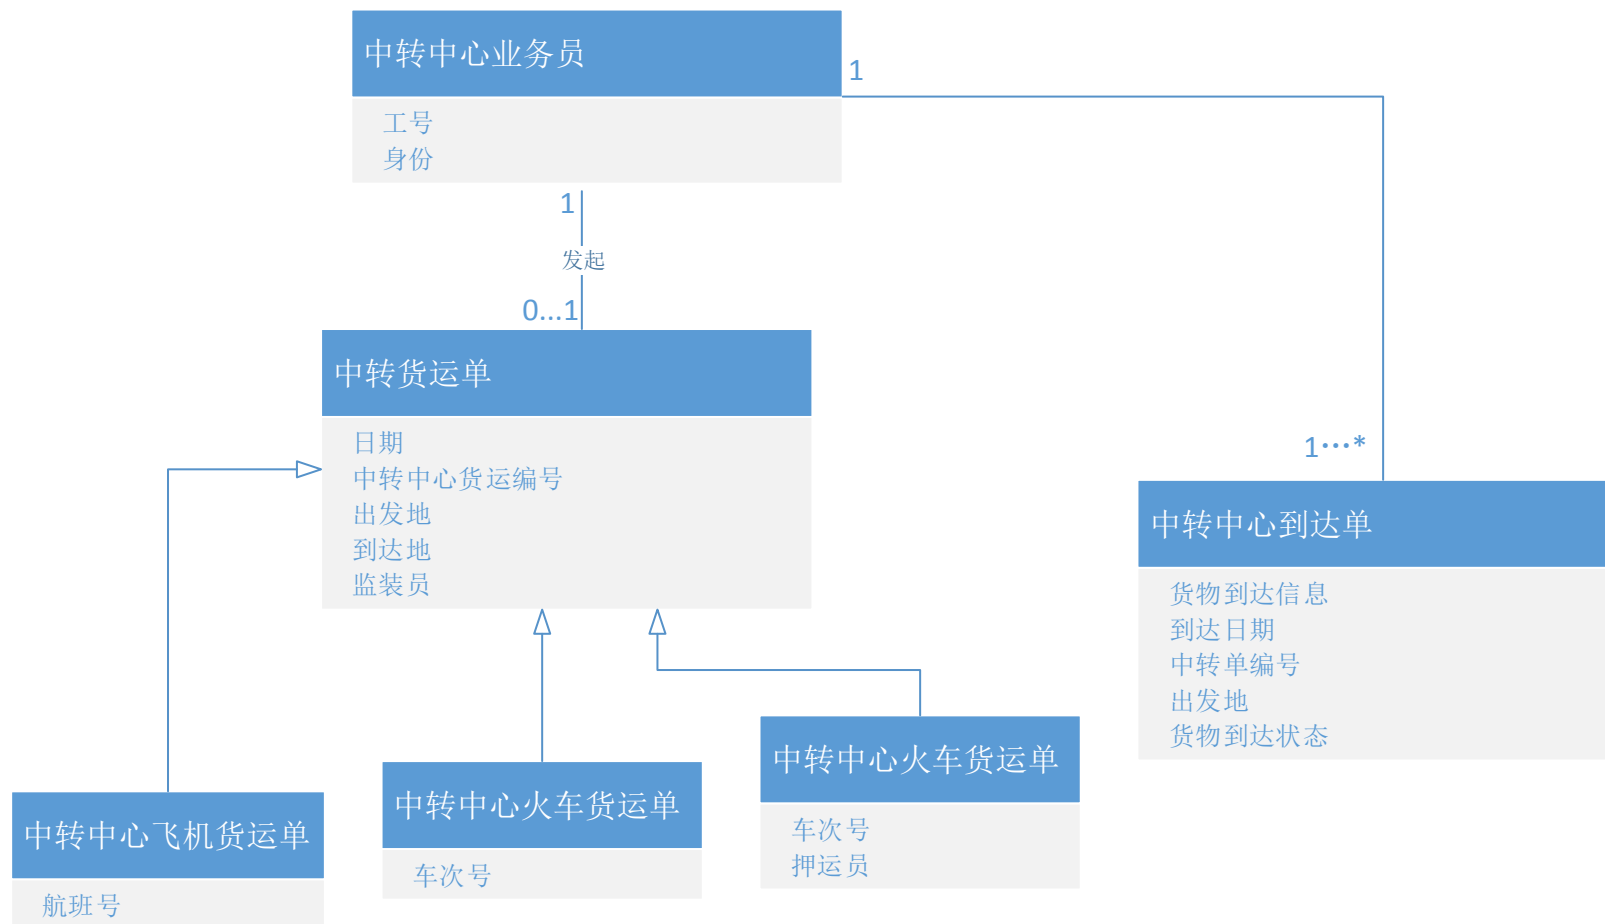 中转中心业务员
1
工号
身份
1
发起
0...1
中转货运单
日期
中转中心货运编号
出发地
到达地
监装员
1···*
中转中心到达单
货物到达信息
到达日期
中转单编号
出发地
货物到达状态
中转中心火车货运单
车次号
押运员
中转中心火车货运单
车次号
中转中心飞机货运单
航班号